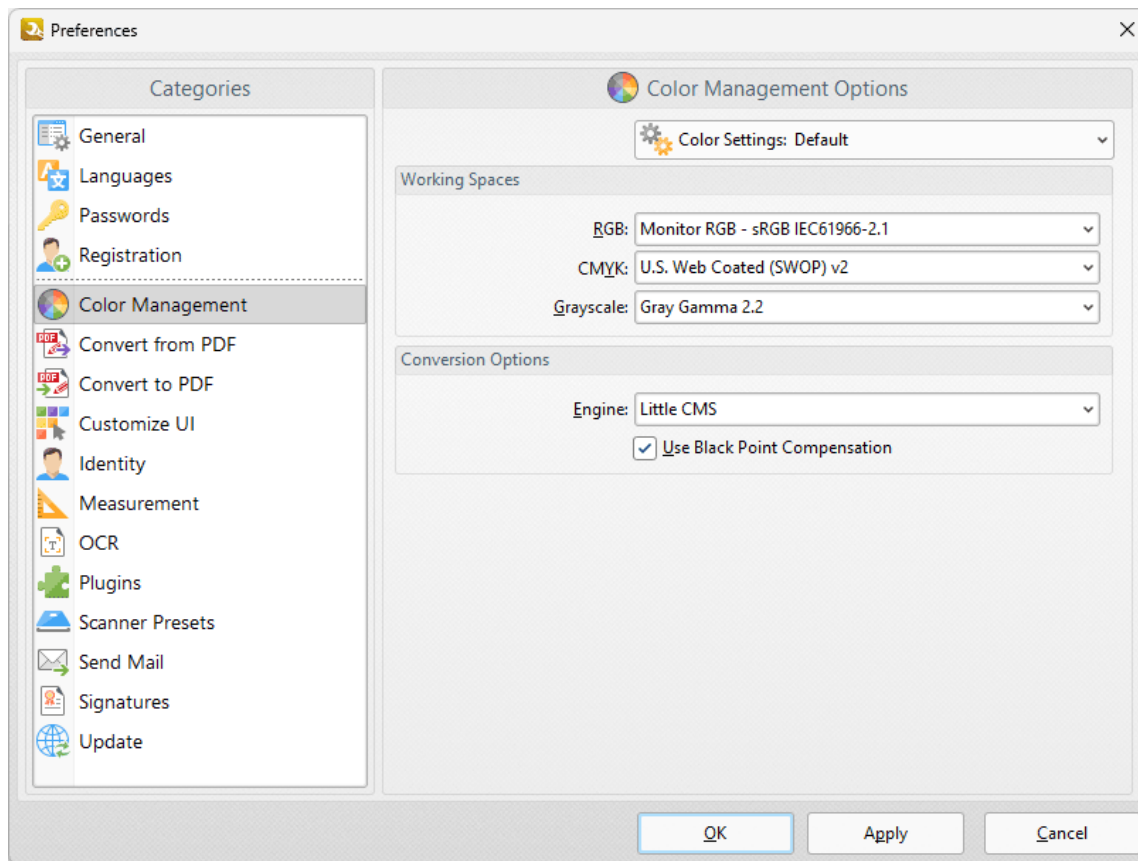 Preferences
Categories
General
Languages
Passwords
Registration
Color Management
Convert from PDF
Convert to PDF
Customize UI
Identity
Measurement
OCR
Plugins
Scanner Presets
Send Mail
Signatures
Update
Color Management Options
Color Settings: Default
Working Spaces
RGB: Monitor RGB - sRGB IEC61966-2.1
CMYK: U.S. Web Coated (SWOP) v2
Grayscale: Gray Gamma 2.2
Conversion Options
Engine: Little CMS
Use Black Point Compensation
OK Apply Cancel